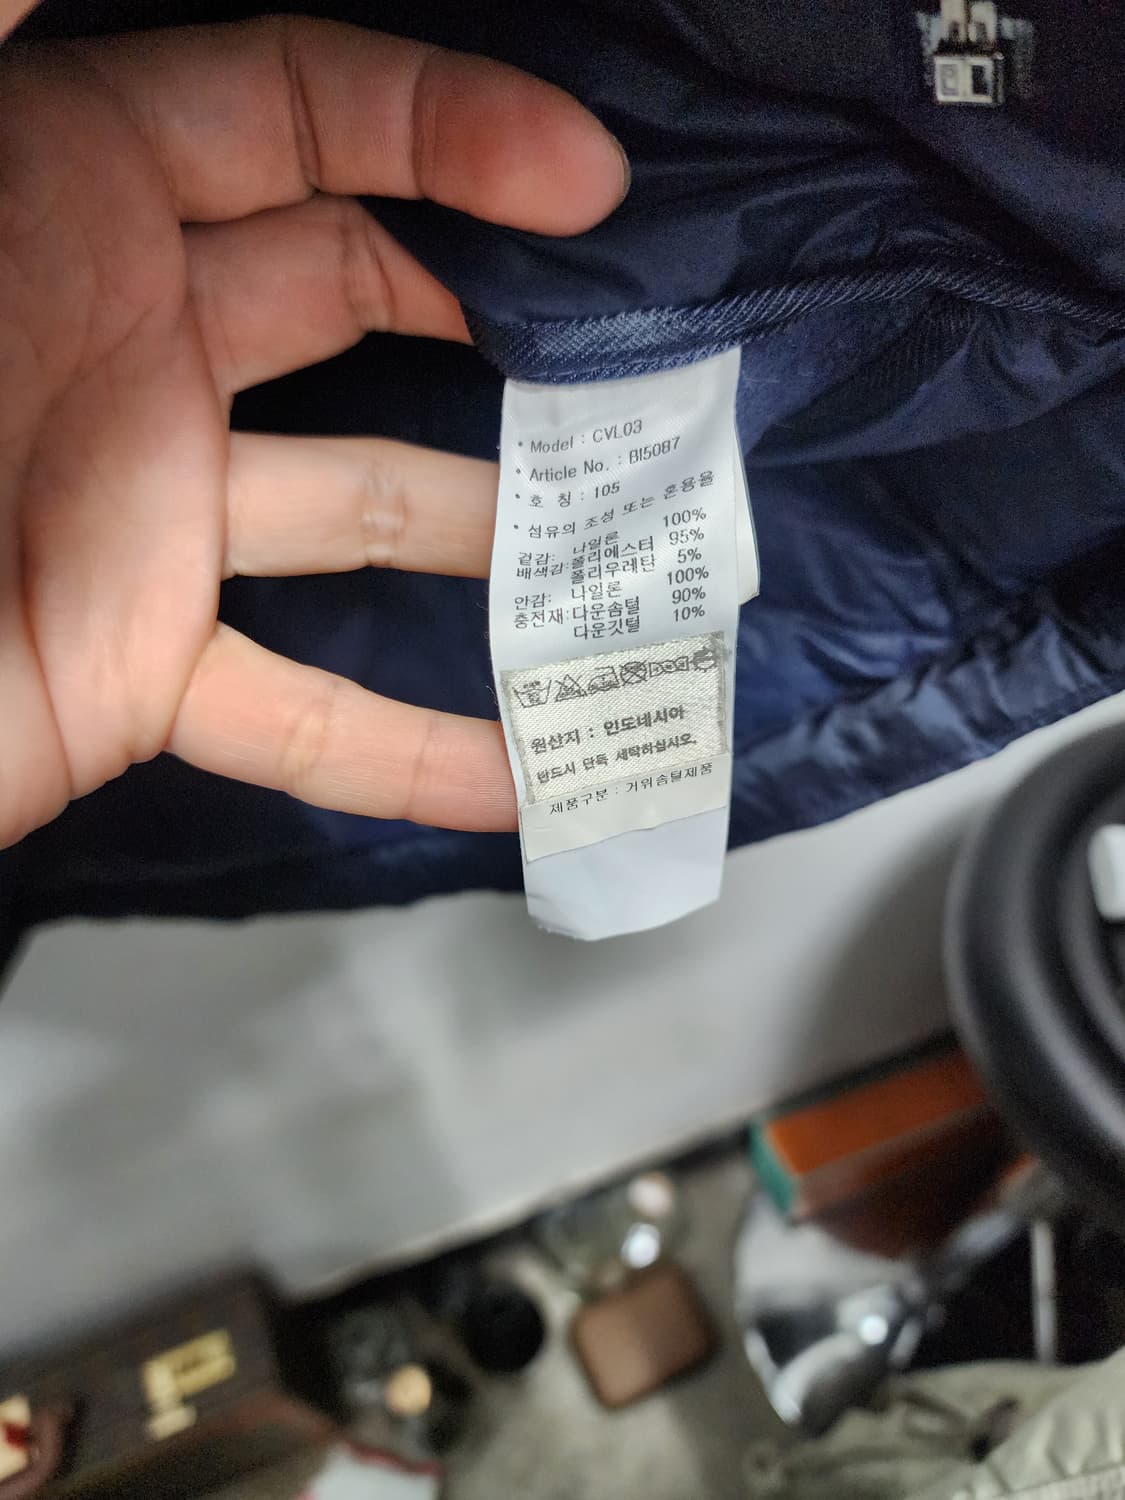 • Model : CVL03
• Article No. : BI5087
• 호 칭 : 105
• 섬유의 조성 또는 혼용율
겉감: 나일론 100%
배색감: 폴리에스터 95%
폴리우레탄 5%
안감: 나일론 100%
충전재: 다운솜털 90%
다운깃털 10%
원산지 : 인도네시아
반드시 단독 세탁하십시오.
제품구분 : 거위솜털제품